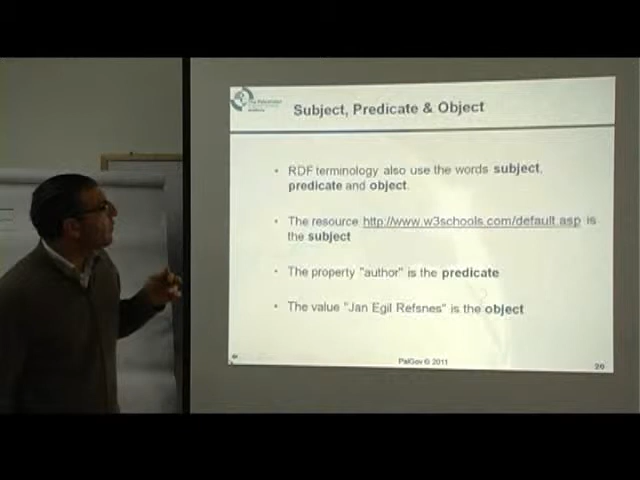 Subject, Predicate & Object
• RDF terminology also use the words subject,
predicate and object.
• The resource http://www.w3schools.com/default.asp is
the subject
• The property "author" is the predicate
• The value "Jan Egil Refsnes" is the object
PalGov © 2011
20